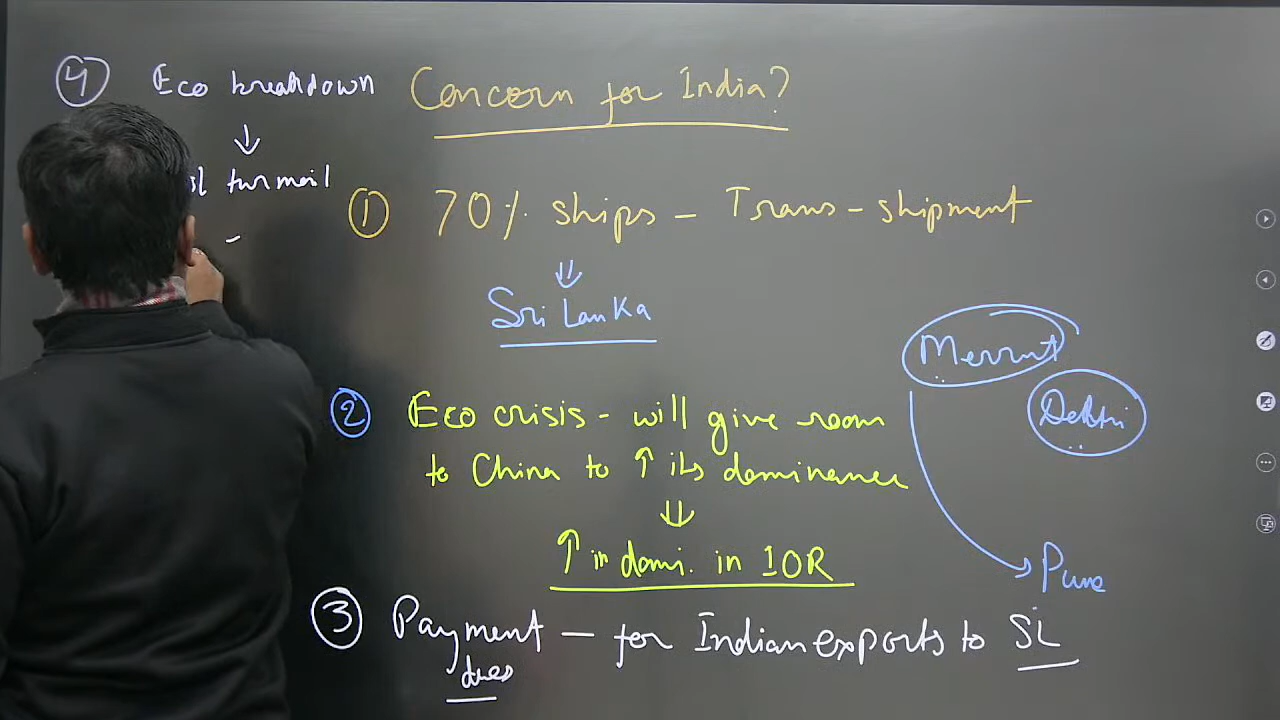 Concern for India?
① 70% ships - Trans-shipment
⇓
Sri Lanka
② Eco crisis - will give room
to China to ↑ its dominance
⇓
↑ in domi. in IOR
③ Payment - for Indian exports to SL
dues
④ Eco breakdown
↓
turmoil
-
Merrut
Delhi
Pune